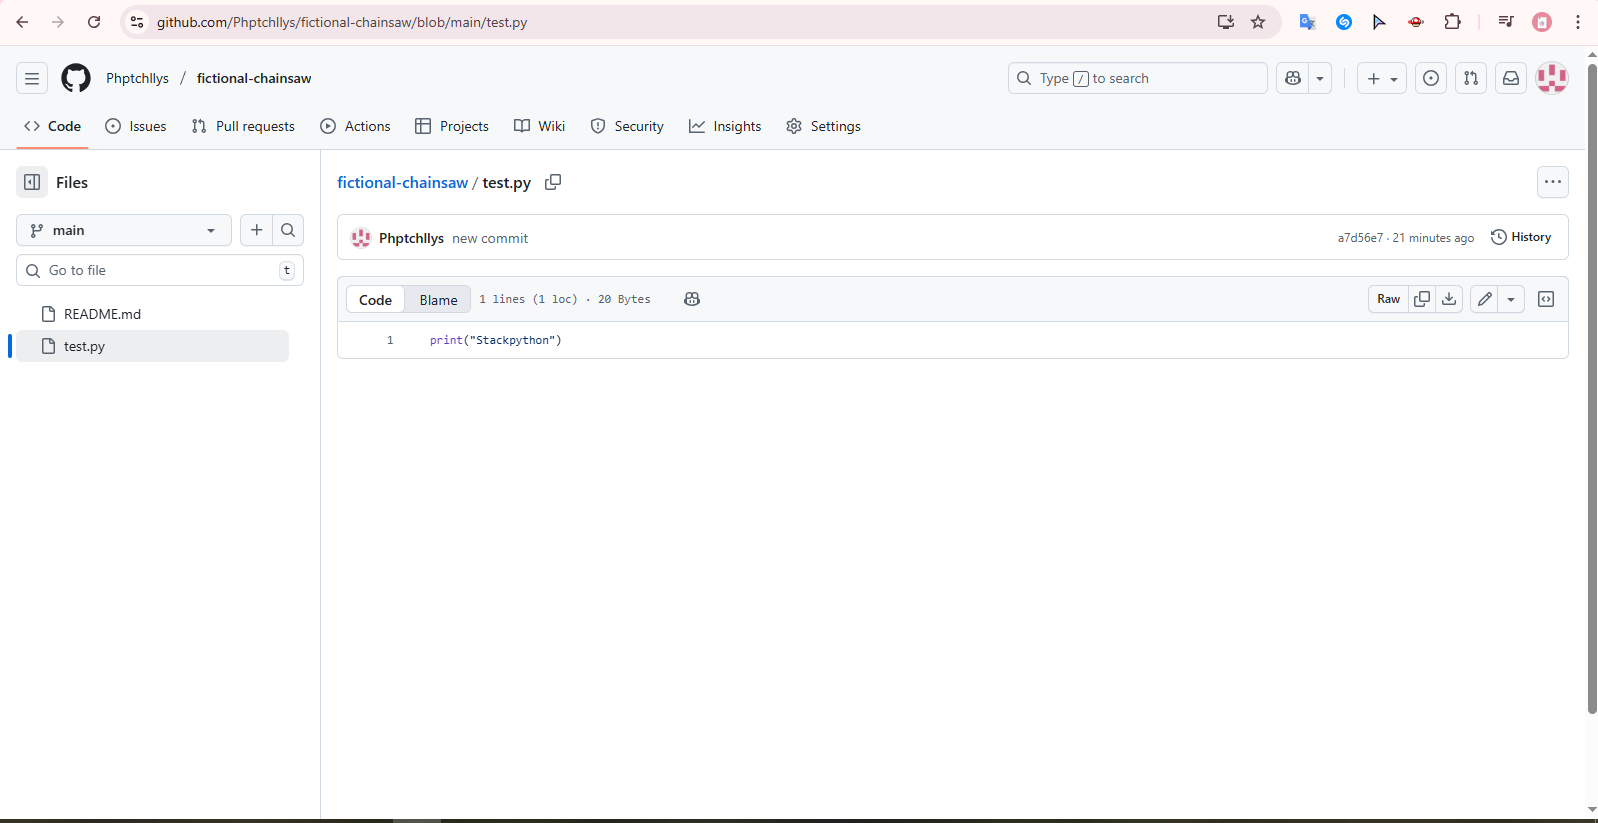 github.com/Phptchllys/fictional-chainsaw/blob/main/test.py
Phptchllys / fictional-chainsaw
Type / to search
Code Issues Pull requests Actions Projects Wiki Security Insights Settings
Files
fictional-chainsaw / test.py
main
Phptchllys new commit
a7d56e7 · 21 minutes ago
History
Go to file
t
Code Blame 1 lines (1 loc) · 20 Bytes
Raw
README.md
test.py
1 print("Stackpython")